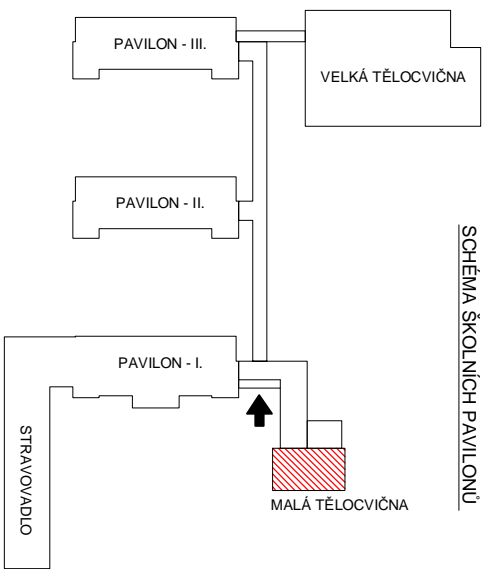 PAVILON - III.
VELKÁ TĚLOCVIČNA
PAVILON - II.
SCHÉMA ŠKOLNÍCH PAVILONŮ
PAVILON - I.
STRAVOVADLO
MALÁ TĚLOCVIČNA